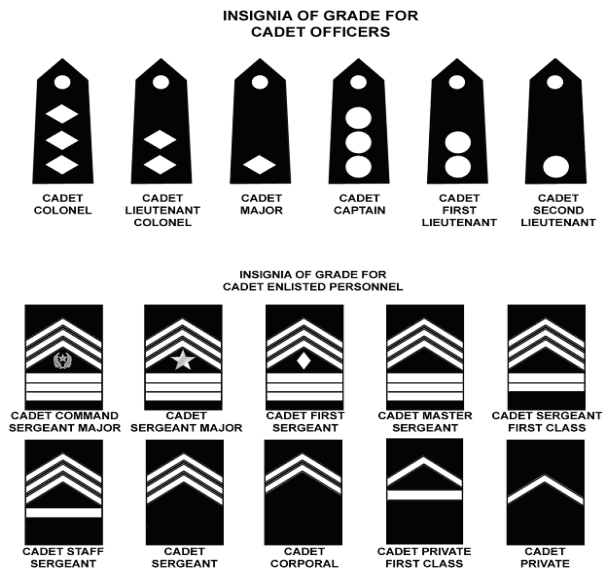 INSIGNIA OF GRADE FOR
CADET OFFICERS
CADET
COLONEL
CADET
LIEUTENANT
COLONEL
CADET
MAJOR
CADET
CAPTAIN
CADET
FIRST
LIEUTENANT
CADET
SECOND
LIEUTENANT
INSIGNIA OF GRADE FOR
CADET ENLISTED PERSONNEL
CADET COMMAND
SERGEANT MAJOR
CADET
SERGEANT MAJOR
CADET FIRST
SERGEANT
CADET MASTER
SERGEANT
CADET SERGEANT
FIRST CLASS
CADET STAFF
SERGEANT
CADET
SERGEANT
CADET
CORPORAL
CADET PRIVATE
FIRST CLASS
CADET
PRIVATE